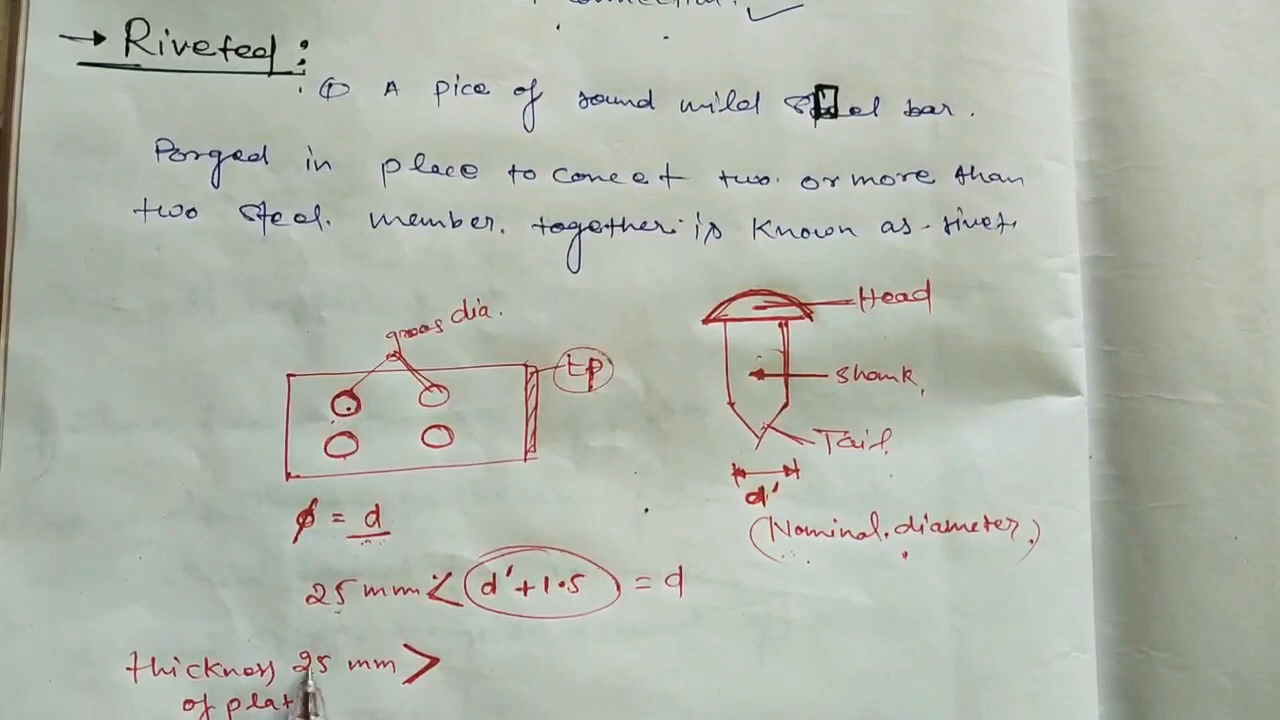 connection.
→ Riveted :
① A pice of round mild steel bar.
Forged in place to conect two or more than
two steel. member. together is known as rivet.
gross dia.
tp
Head
Shank,
Tail,
d'
(Nominal. diameter.)
ϕ = d
25 mm < d' + 1.5 = d
thickness 25 mm >
of plat